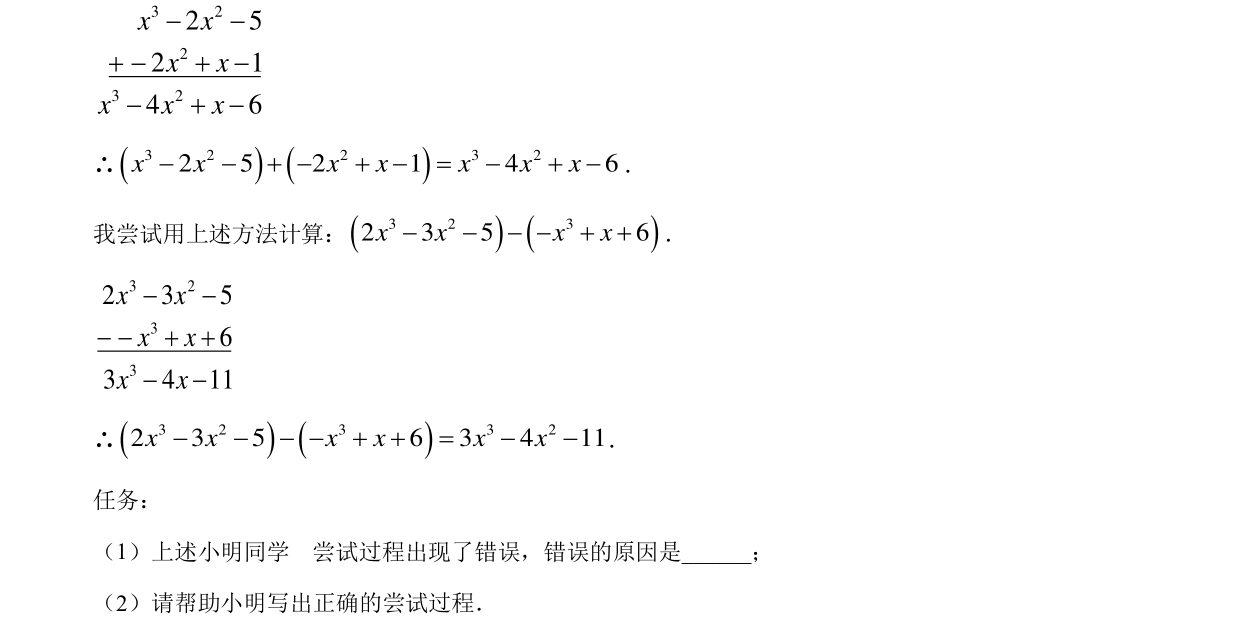 x³ − 2x² − 5
+ − 2x² + x − 1
x³ − 4x² + x − 6
∴(x³ − 2x² − 5) + (−2x² + x − 1) = x³ − 4x² + x − 6．
我尝试用上述方法计算：(2x³ − 3x² − 5) − (−x³ + x + 6)．
2x³ − 3x² − 5
− − x³ + x + 6
3x³ − 4x − 11
∴(2x³ − 3x² − 5) − (−x³ + x + 6) = 3x³ − 4x² − 11．
任务：
（1）上述小明同学　尝试过程出现了错误，错误的原因是______；
（2）请帮助小明写出正确的尝试过程．